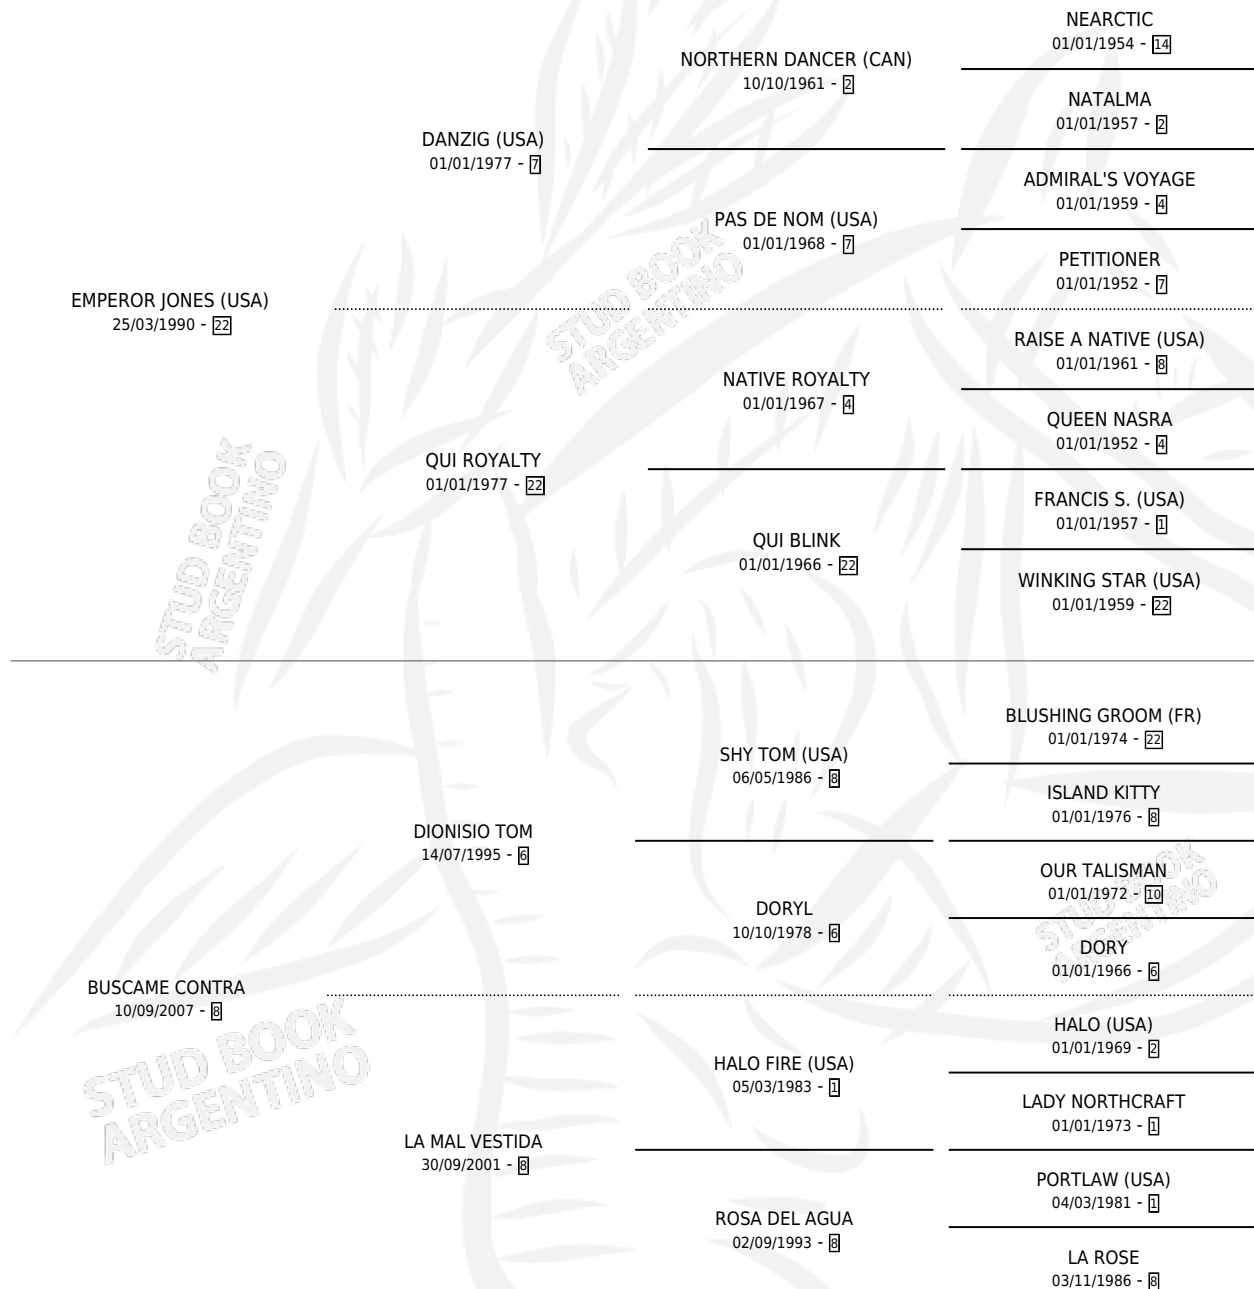 NEARCTIC
01/01/1954 - 14
NORTHERN DANCER (CAN)
10/10/1961 - 2
NATALMA
01/01/1957 - 2
DANZIG (USA)
01/01/1977 - 7
ADMIRAL'S VOYAGE
01/01/1959 - 4
PAS DE NOM (USA)
01/01/1968 - 7
PETITIONER
01/01/1952 - 7
EMPEROR JONES (USA)
25/03/1990 - 22
RAISE A NATIVE (USA)
01/01/1961 - 8
NATIVE ROYALTY
01/01/1967 - 4
QUEEN NASRA
01/01/1952 - 4
QUI ROYALTY
01/01/1977 - 22
FRANCIS S. (USA)
01/01/1957 - 1
QUI BLINK
01/01/1966 - 22
WINKING STAR (USA)
01/01/1959 - 22
BLUSHING GROOM (FR)
01/01/1974 - 22
SHY TOM (USA)
06/05/1986 - 8
ISLAND KITTY
01/01/1976 - 8
DIONISIO TOM
14/07/1995 - 6
OUR TALISMAN
01/01/1972 - 10
DORYL
10/10/1978 - 6
DORY
01/01/1966 - 6
BUSCAME CONTRA
10/09/2007 - 8
HALO (USA)
01/01/1969 - 2
HALO FIRE (USA)
05/03/1983 - 1
LADY NORTHCRAFT
01/01/1973 - 1
LA MAL VESTIDA
30/09/2001 - 8
PORTLAW (USA)
04/03/1981 - 1
ROSA DEL AGUA
02/09/1993 - 8
LA ROSE
03/11/1986 - 8
STUD BOOK
ARGENTINO
STUD BOOK
ARGENTINO
STUD BOOK
ARGENTINO
STUD BOOK
ARGENTINO